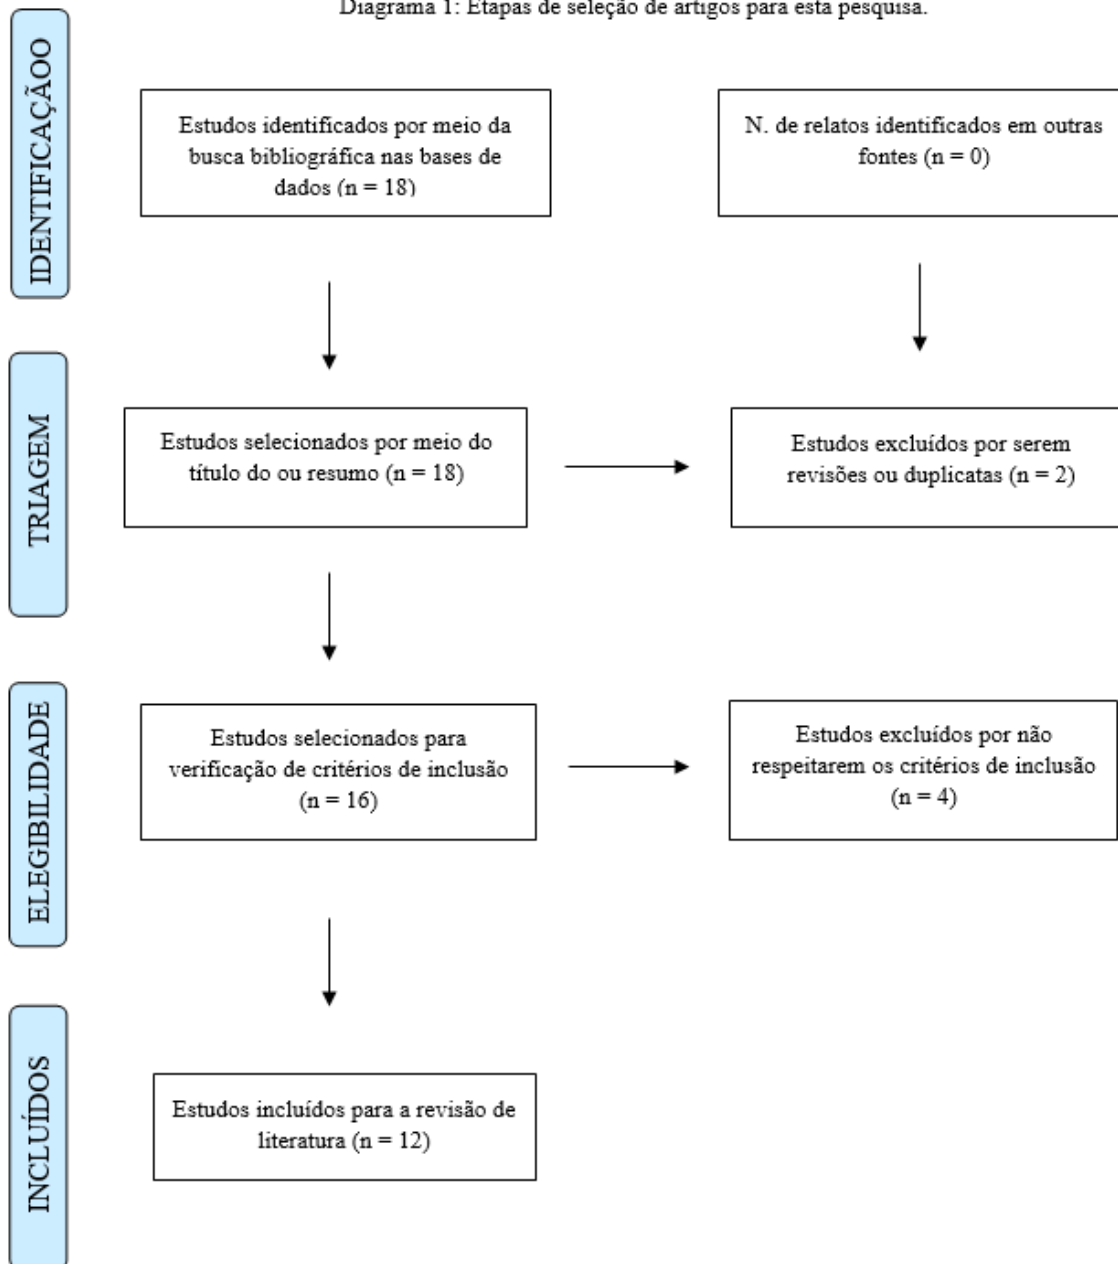 Diagrama 1: Etapas de seleção de artigos para esta pesquisa.
IDENTIFICAÇÃOO
Estudos identificados por meio da
busca bibliográfica nas bases de
dados (n = 18)
N. de relatos identificados em outras
fontes (n = 0)
TRIAGEM
Estudos selecionados por meio do
título do ou resumo (n = 18)
Estudos excluídos por serem
revisões ou duplicatas (n = 2)
ELEGIBILIDADE
Estudos selecionados para
verificação de critérios de inclusão
(n = 16)
Estudos excluídos por não
respeitarem os critérios de inclusão
(n = 4)
INCLUÍDOS
Estudos incluídos para a revisão de
literatura (n = 12)